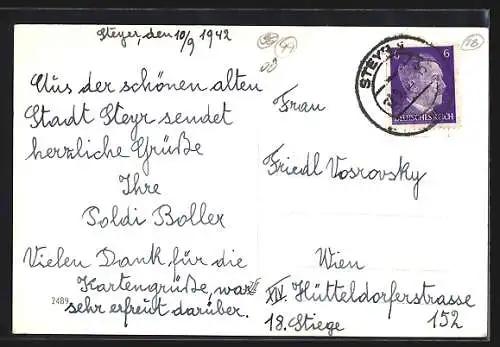 Steyer, den 10/9 1942
Aus der schönen alten
Stadt Steyr sendet
herzliche Grüße
Ihre
Poldi Boller
Vielen Dank, für die
Kartengrüße, war
sehr erfreut darüber.
2489
STEYR
6
DEUTSCHES REICH
Frau
Friedl Vosrovsky
Wien
XIV. Hütteldorferstrasse
18. Stiege 152